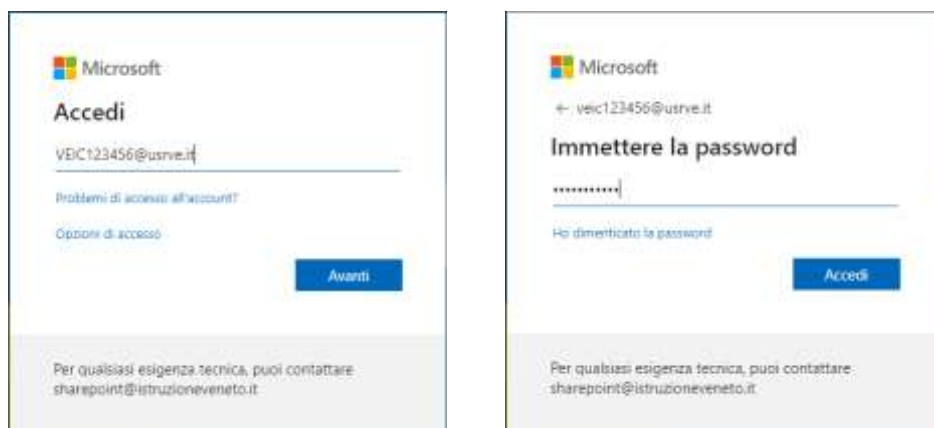 Microsoft
Accedi
VEIC123456@usrve.it
Problemi di accesso all'account?
Opzioni di accesso
Avanti
Per qualsiasi esigenza tecnica, puoi contattare
sharepoint@istruzioneveneto.it
Microsoft
← veic123456@usrve.it
Immettere la password
•••••••••••
Ho dimenticato la password
Accedi
Per qualsiasi esigenza tecnica, puoi contattare
sharepoint@istruzioneveneto.it